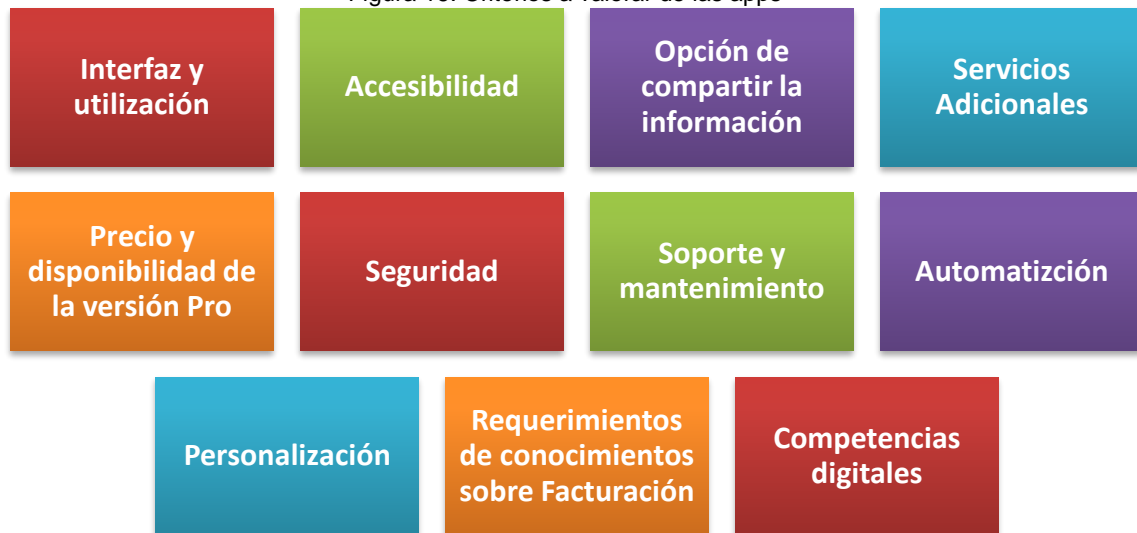 Interfaz y
utilización
Accesibilidad
Opción de
compartir la
información
Servicios
Adicionales
Precio y
disponibilidad de
la versión Pro
Seguridad
Soporte y
mantenimiento
Automatizción
Personalización
Requerimientos
de conocimientos
sobre Facturación
Competencias
digitales